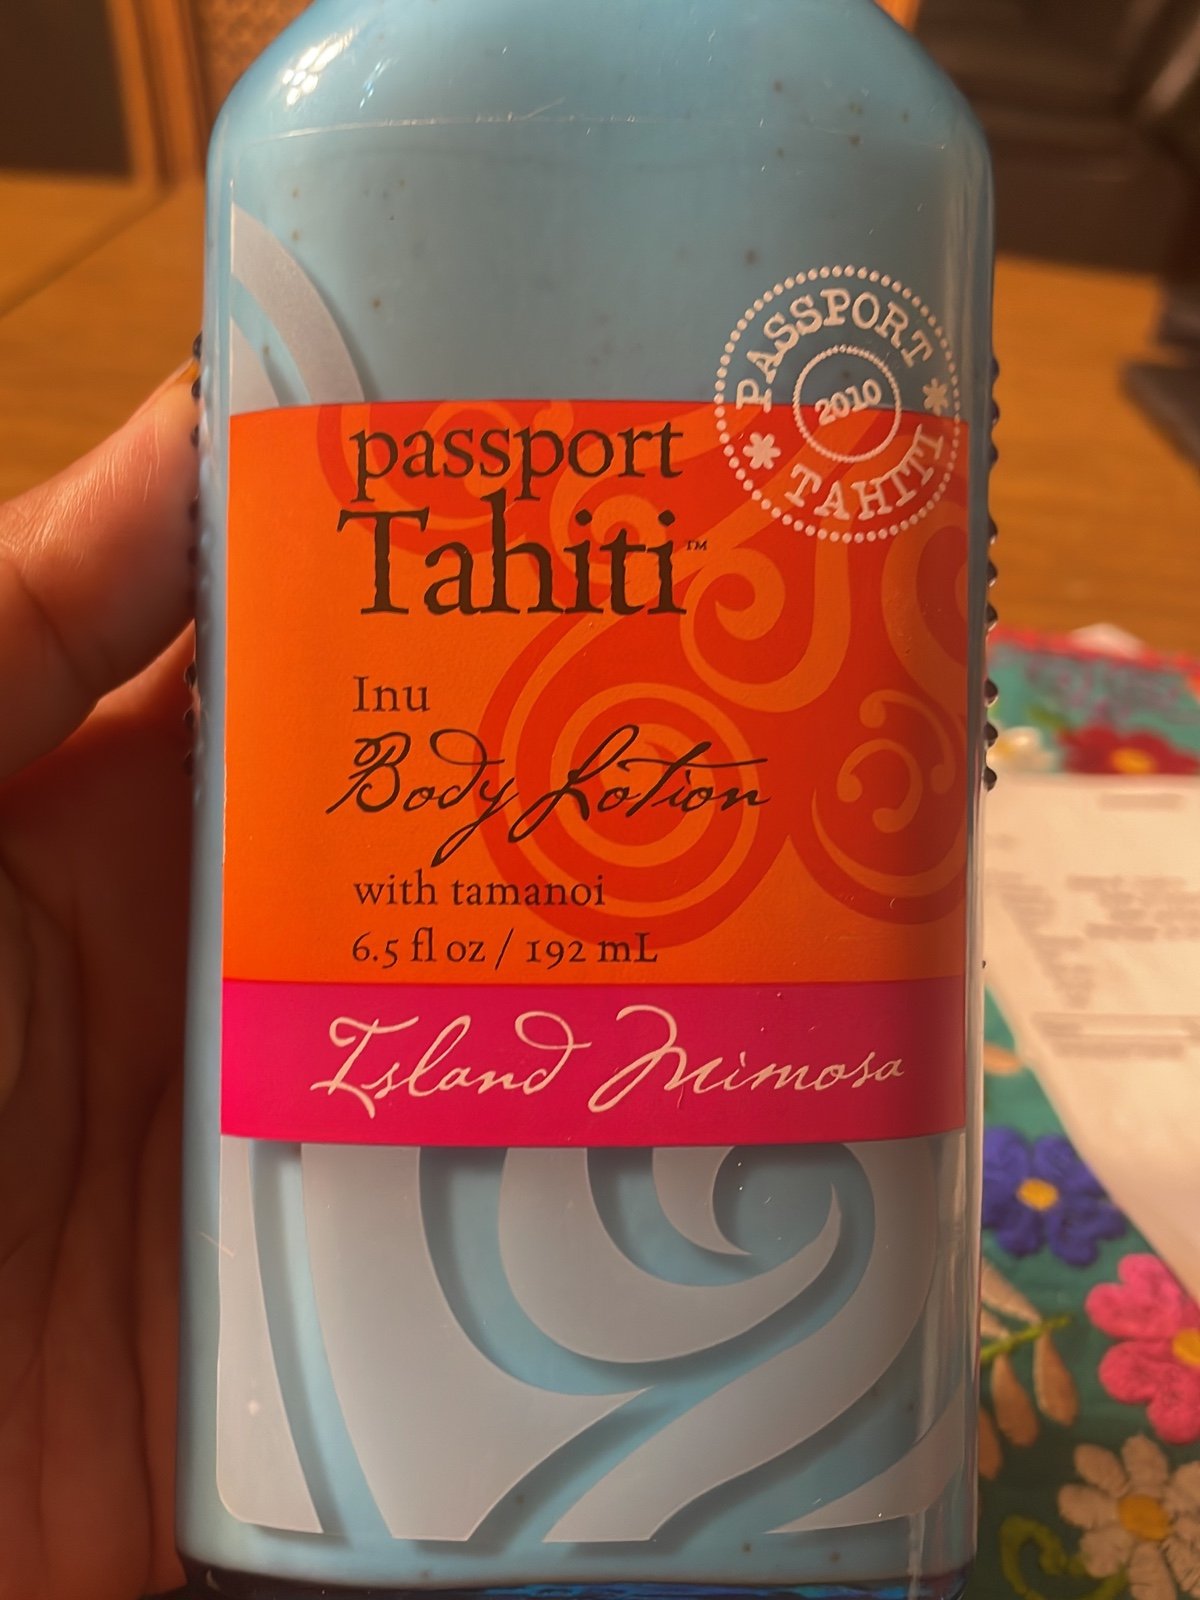 PASSPORT
2010
TAHITI
passport
Tahiti™
Inu
Body Lotion
with tamanoi
6.5 fl oz / 192 mL
Island Mimosa